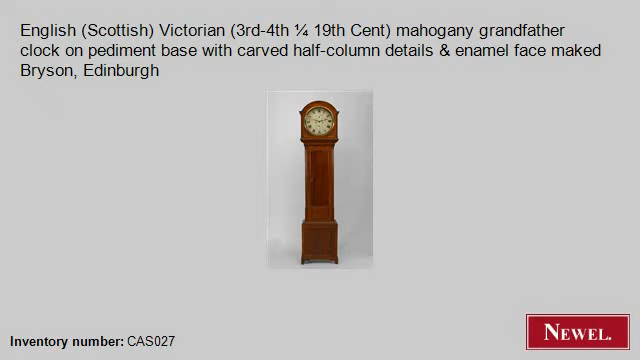 English (Scottish) Victorian (3rd-4th ¼ 19th Cent) mahogany grandfather
clock on pediment base with carved half-column details & enamel face maked
Bryson, Edinburgh
Inventory number: CAS027
NEWEL.